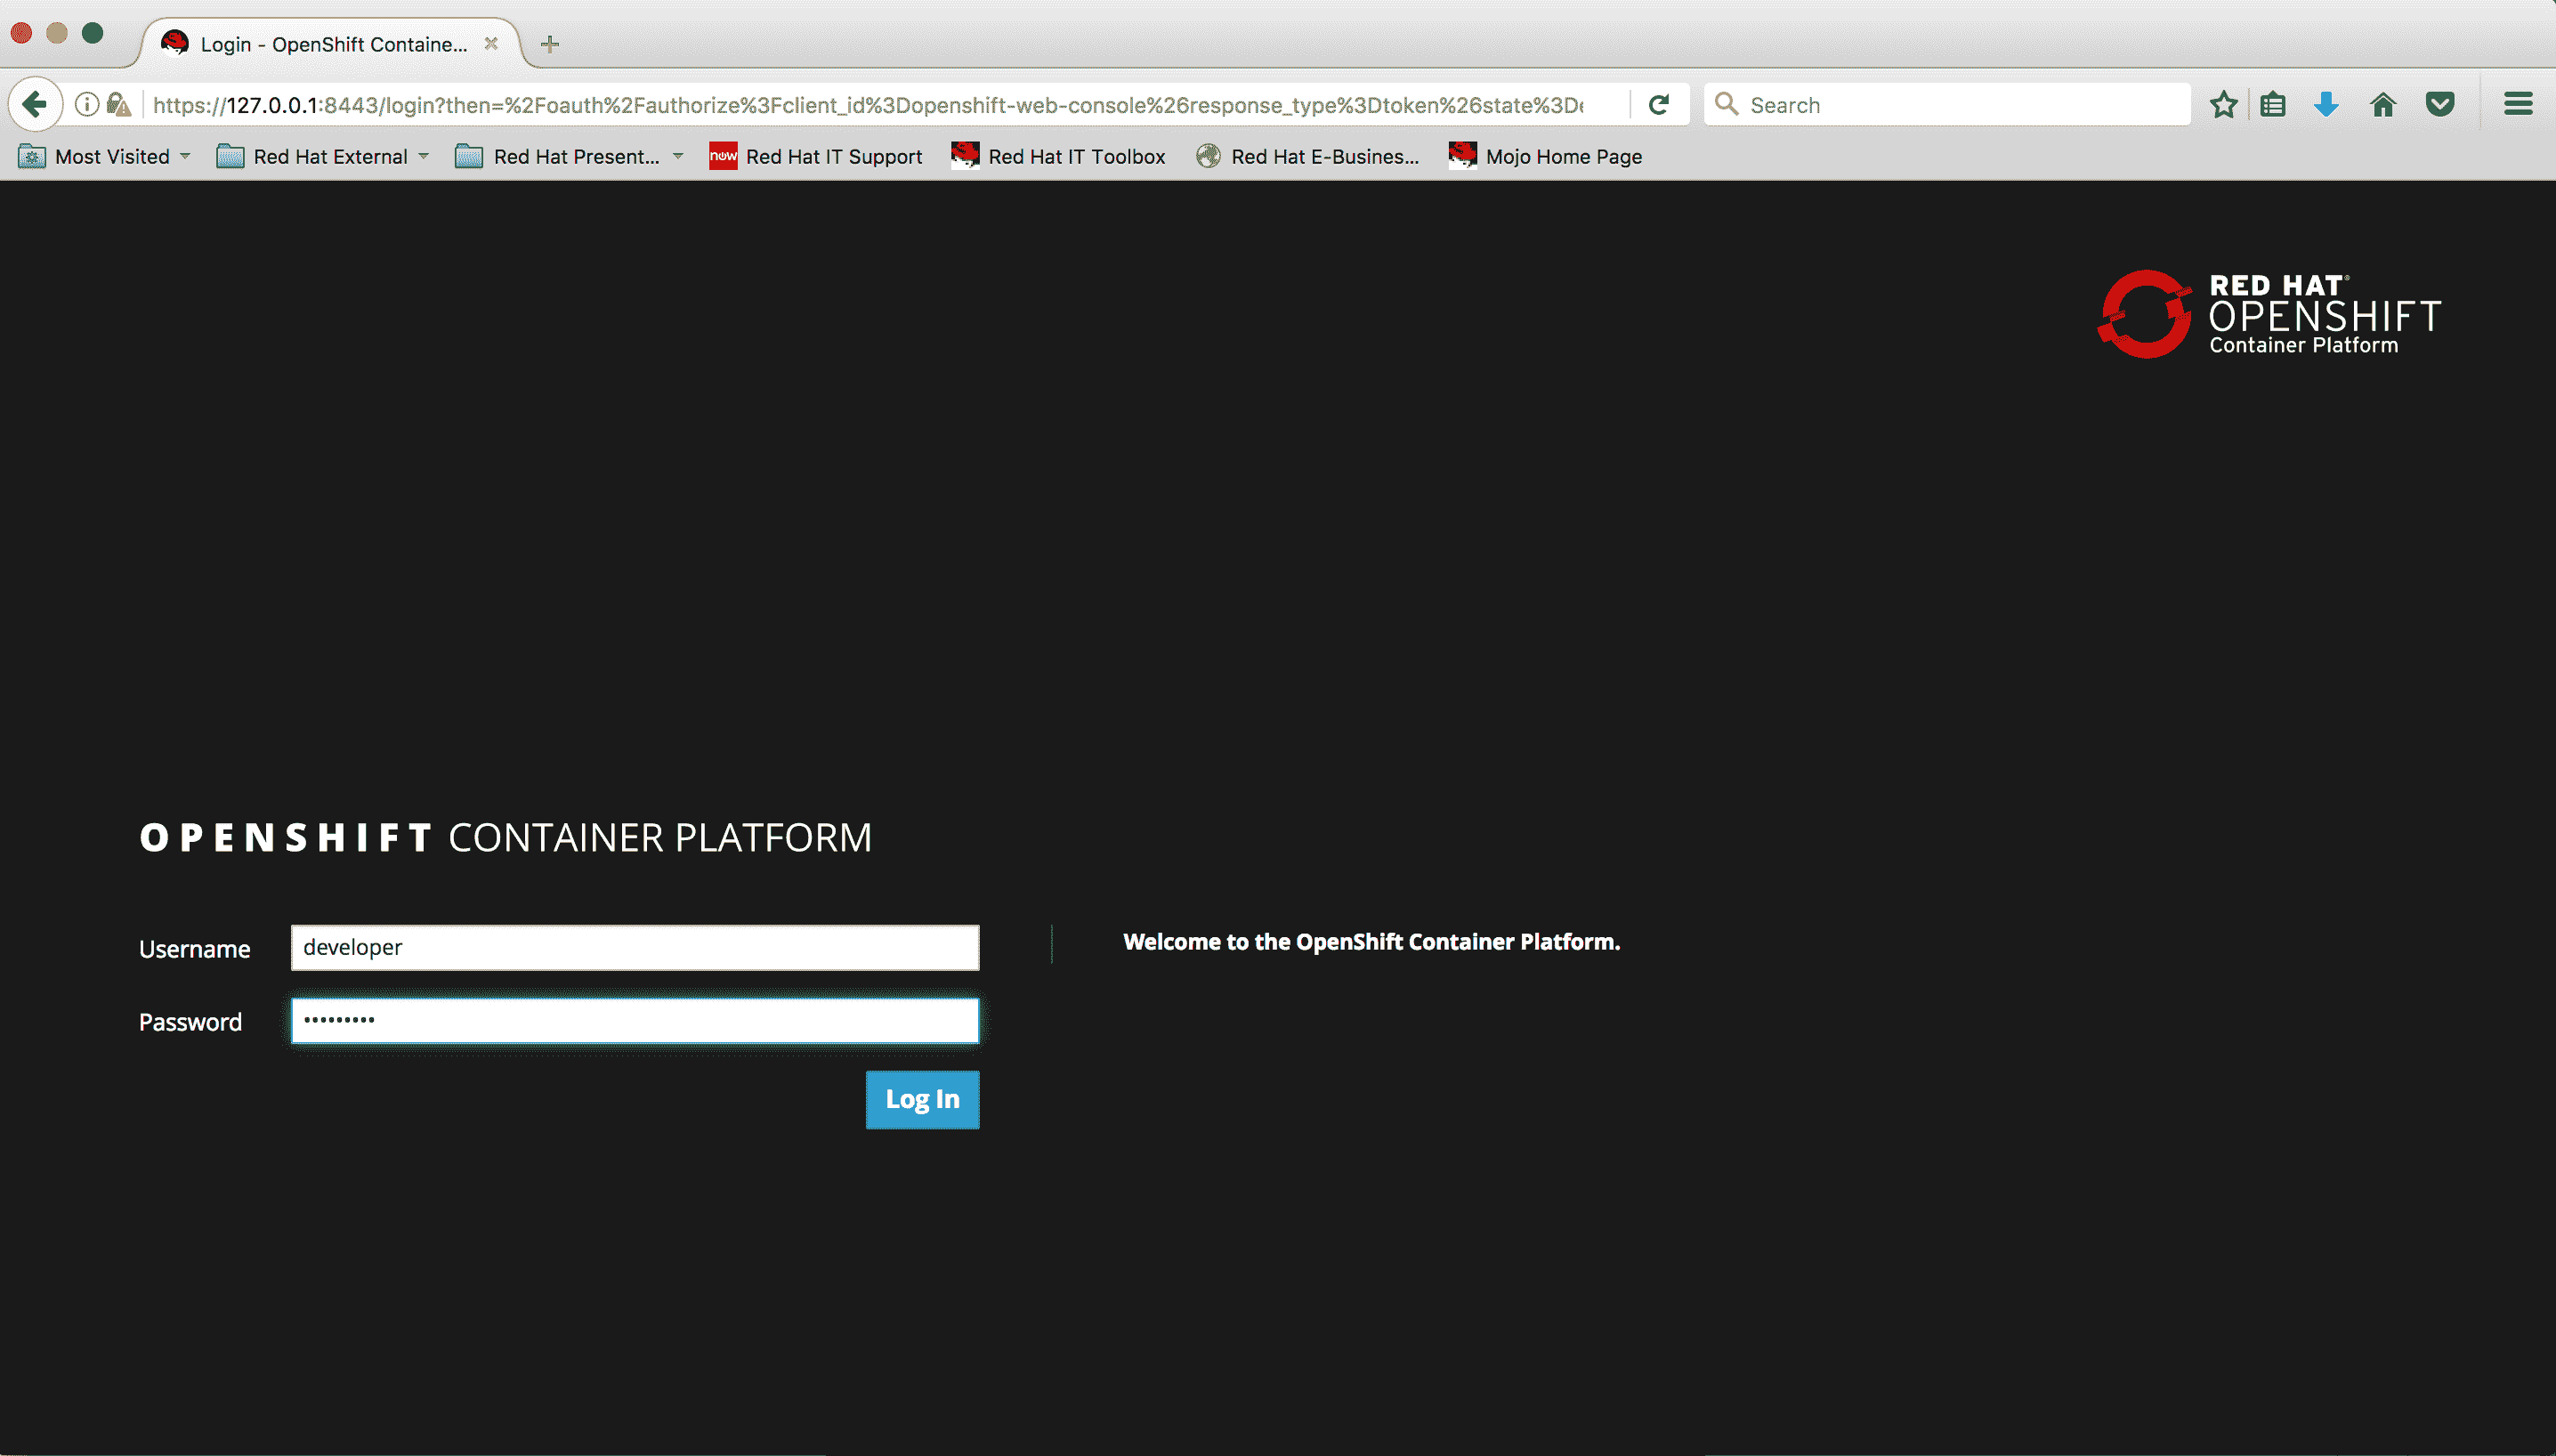 Login - OpenShift Containe...
https://127.0.0.1:8443/login?then=%2Foauth%2Fauthorize%3Fclient_id%3Dopenshift-web-console%26response_type%3Dtoken%26state%3De
Search
Most Visited Red Hat External Red Hat Present... now Red Hat IT Support Red Hat IT Toolbox Red Hat E-Busines... Mojo Home Page
RED HAT®
OPENSHIFT
Container Platform
OPENSHIFT CONTAINER PLATFORM
Username developer
Welcome to the OpenShift Container Platform.
Password •••••••••
Log In